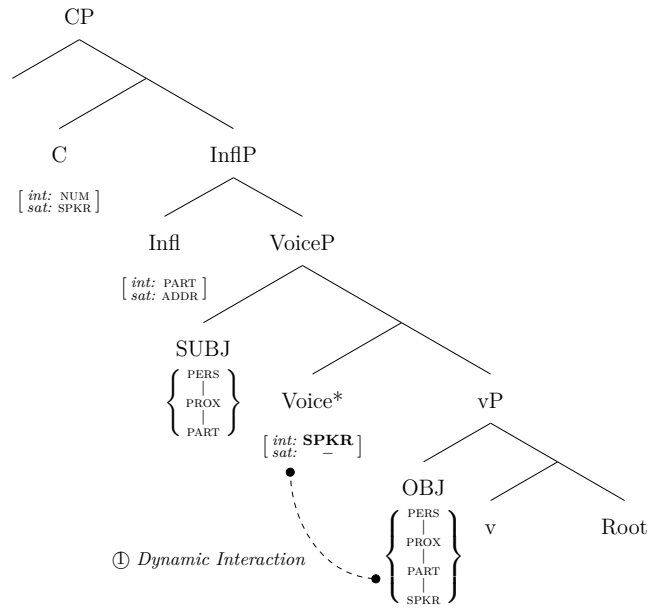 CP
C
InflP
[ int: NUM
sat: SPKR ]
Infl
VoiceP
[ int: PART
sat: ADDR ]
SUBJ
PERS
PROX
PART
Voice*
vP
[ int: SPKR
sat: – ]
OBJ
v
Root
PERS
PROX
PART
SPKR
① Dynamic Interaction